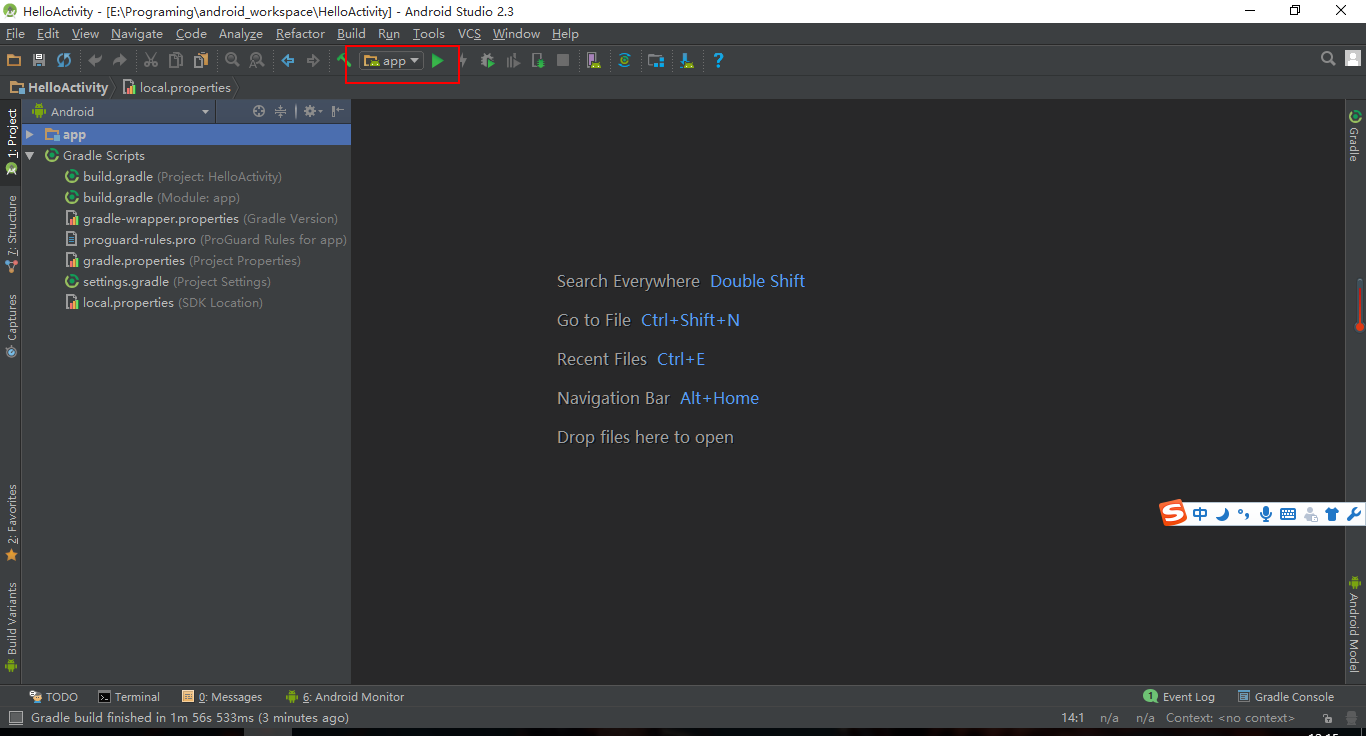 HelloActivity - [E:\Programing\android_workspace\HelloActivity] - Android Studio 2.3
File Edit View Navigate Code Analyze Refactor Build Run Tools VCS Window Help
app
HelloActivity local.properties
Android
app
Gradle Scripts
build.gradle (Project: HelloActivity)
build.gradle (Module: app)
gradle-wrapper.properties (Gradle Version)
proguard-rules.pro (ProGuard Rules for app)
gradle.properties (Project Properties)
settings.gradle (Project Settings)
local.properties (SDK Location)
1: Project
7: Structure
Captures
2: Favorites
Build Variants
Search Everywhere Double Shift
Go to File Ctrl+Shift+N
Recent Files Ctrl+E
Navigation Bar Alt+Home
Drop files here to open
Gradle
中
Android Model
TODO Terminal 0: Messages 6: Android Monitor 1 Event Log Gradle Console
Gradle build finished in 1m 56s 533ms (3 minutes ago) 14:1 n/a n/a Context: <no context>